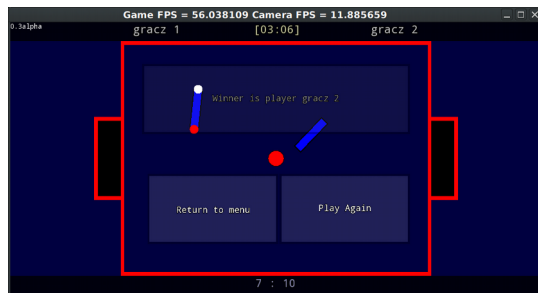 Game FPS = 56.038109 Camera FPS = 11.885659
0.3alpha
gracz 1 [03:06] gracz 2
Winner is player gracz 2
Return to menu Play Again
7 : 10